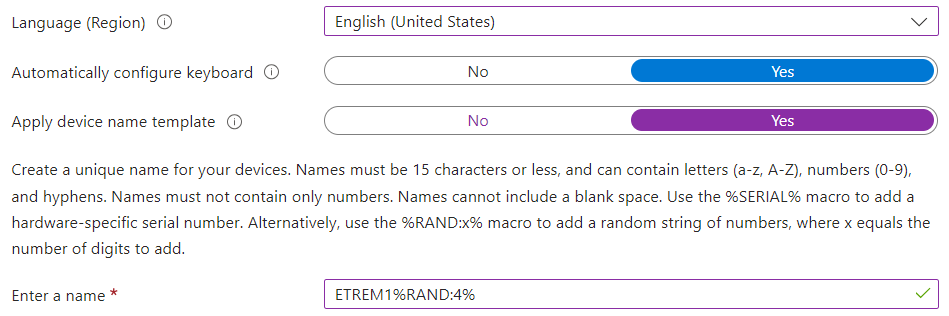 Language (Region) English (United States)
Automatically configure keyboard No Yes
Apply device name template No Yes
Create a unique name for your devices. Names must be 15 characters or less, and can contain letters (a-z, A-Z), numbers (0-9),
and hyphens. Names must not contain only numbers. Names cannot include a blank space. Use the %SERIAL% macro to add a
hardware-specific serial number. Alternatively, use the %RAND:x% macro to add a random string of numbers, where x equals the
number of digits to add.
Enter a name * ETREM1%RAND:4%